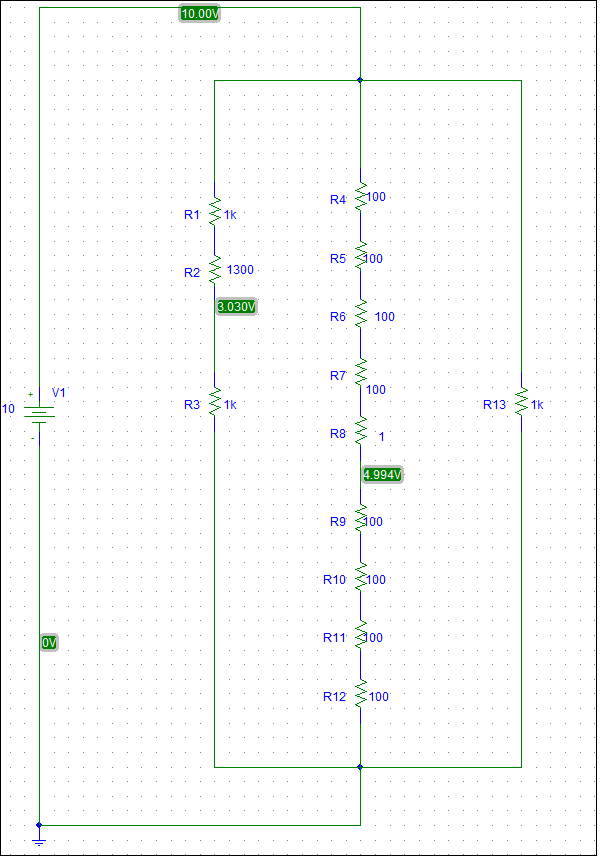 10.00V
R1 1k
R2 1300
3.030V
R3 1k
R4 100
R5 100
R6 100
R7 100
R8 1
4.994V
R9 100
R10 100
R11 100
R12 100
R13 1k
+ V1
10
-
0V